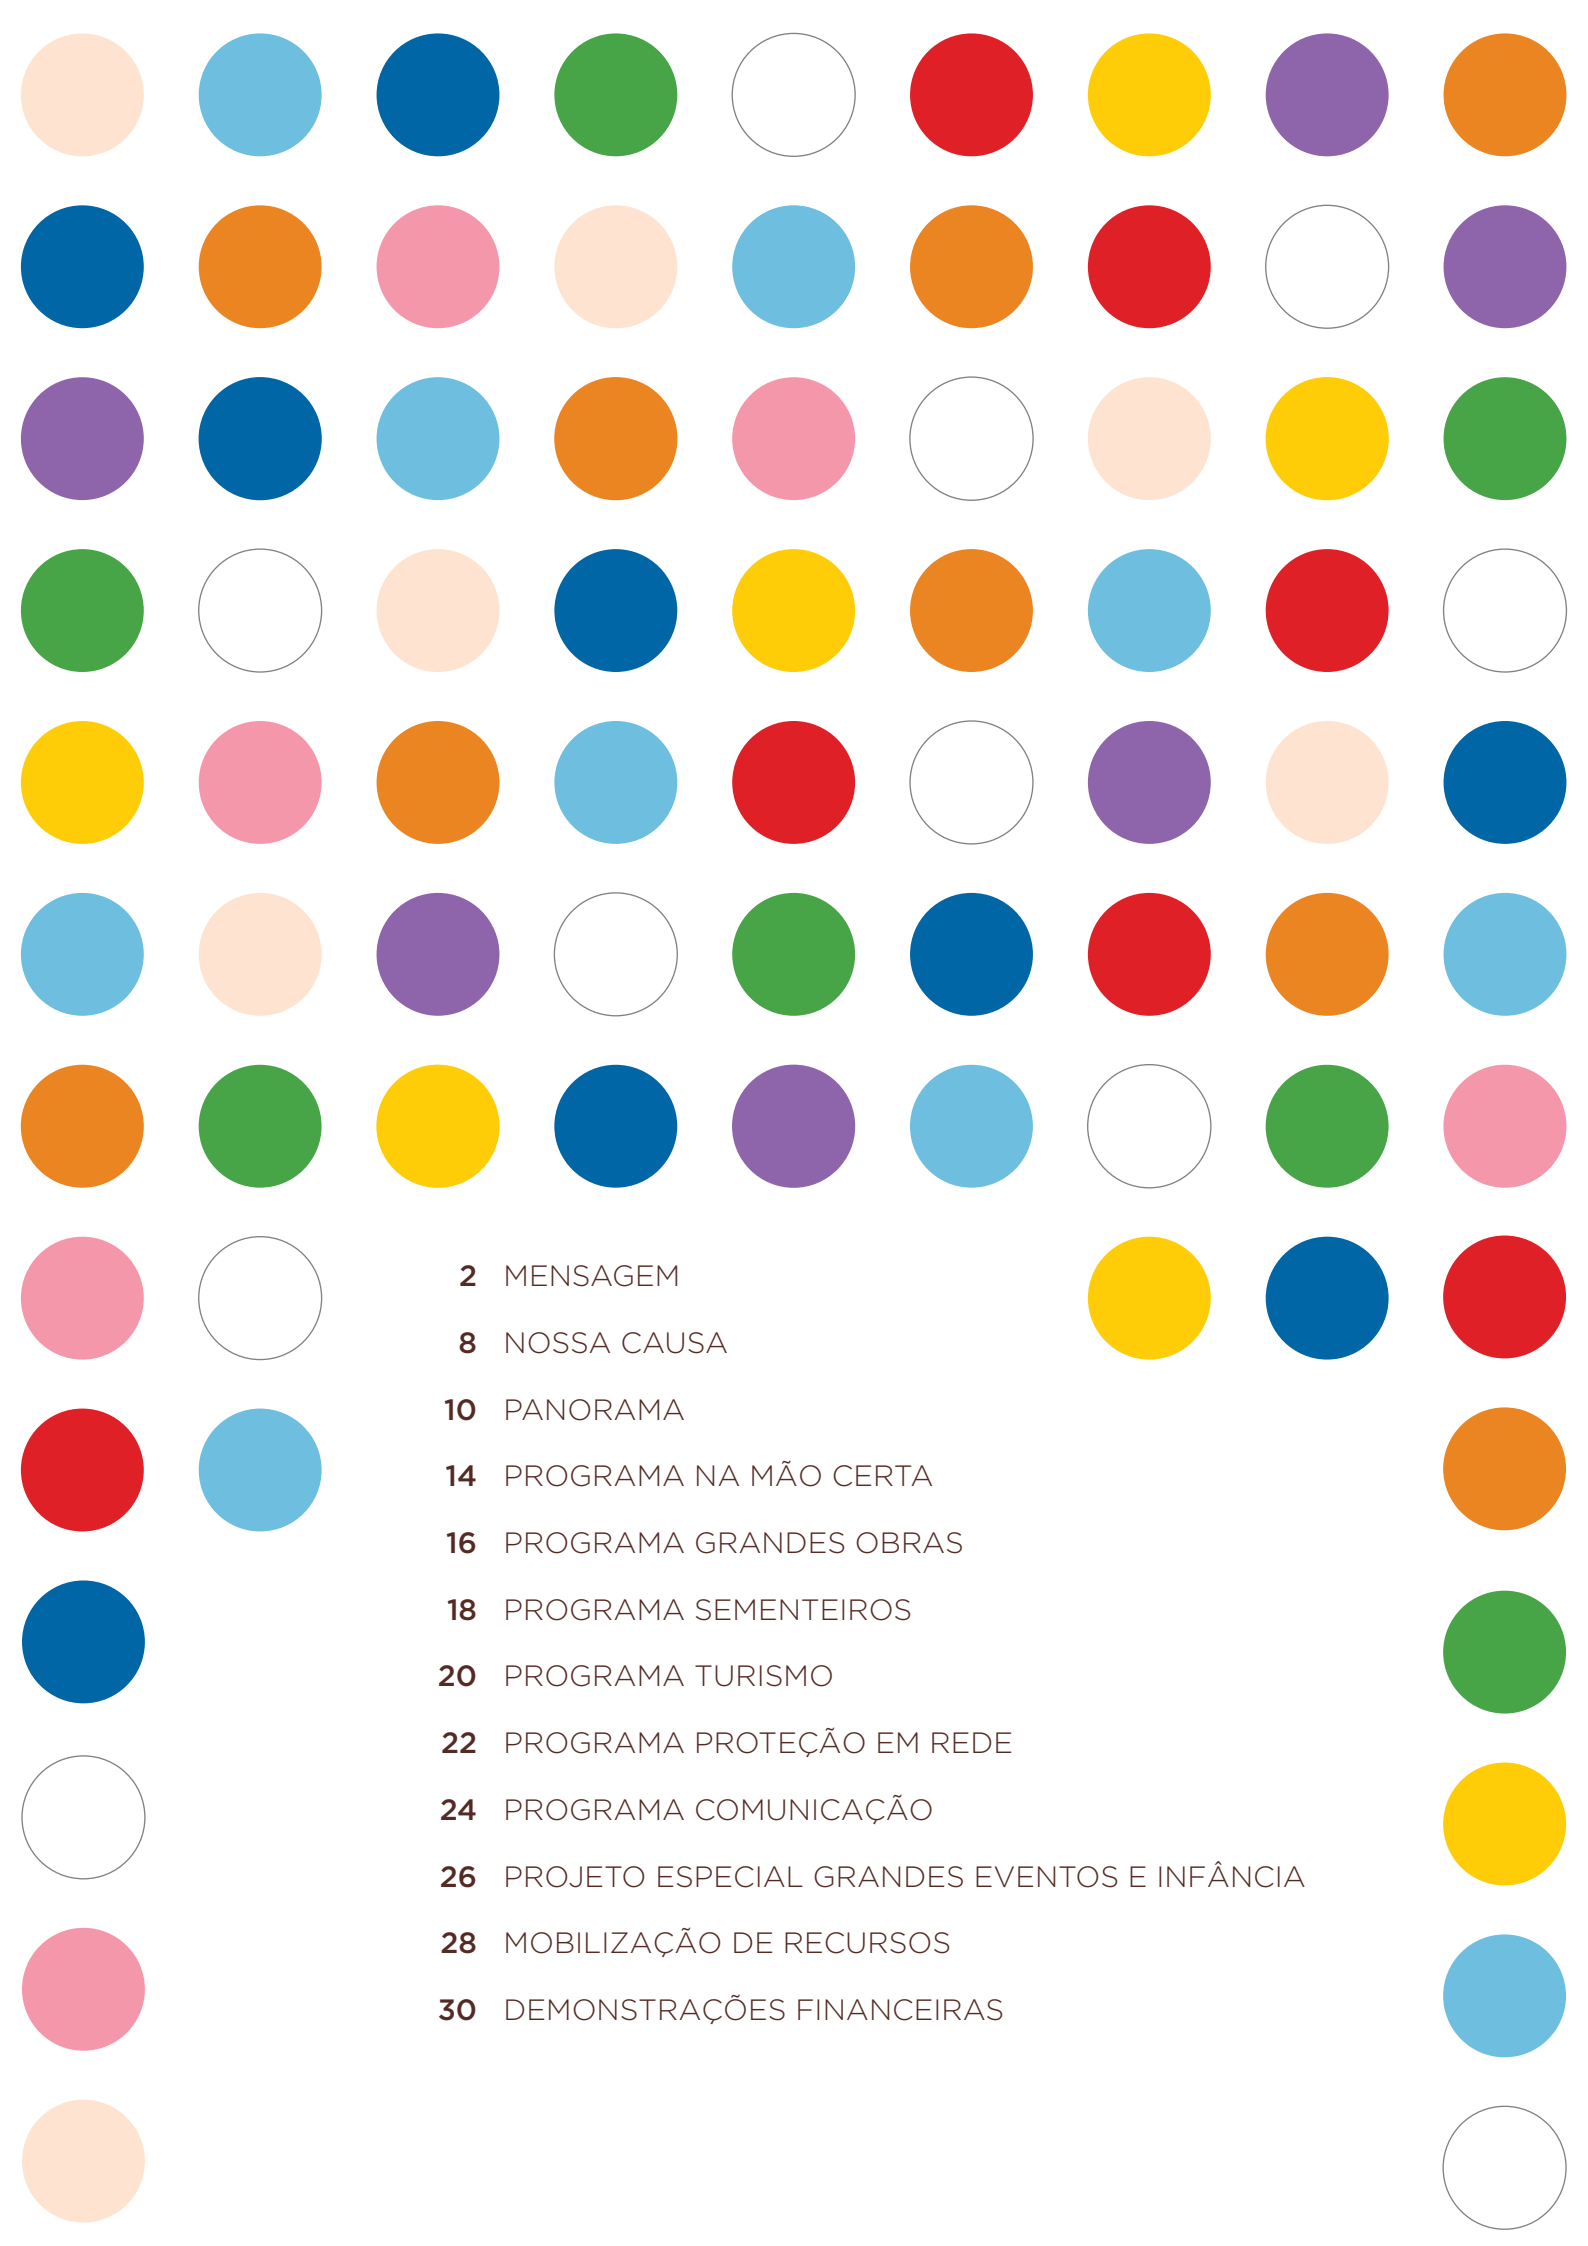 2 MENSAGEM
8 NOSSA CAUSA
10 PANORAMA
14 PROGRAMA NA MÃO CERTA
16 PROGRAMA GRANDES OBRAS
18 PROGRAMA SEMENTEIROS
20 PROGRAMA TURISMO
22 PROGRAMA PROTEÇÃO EM REDE
24 PROGRAMA COMUNICAÇÃO
26 PROJETO ESPECIAL GRANDES EVENTOS E INFÂNCIA
28 MOBILIZAÇÃO DE RECURSOS
30 DEMONSTRAÇÕES FINANCEIRAS